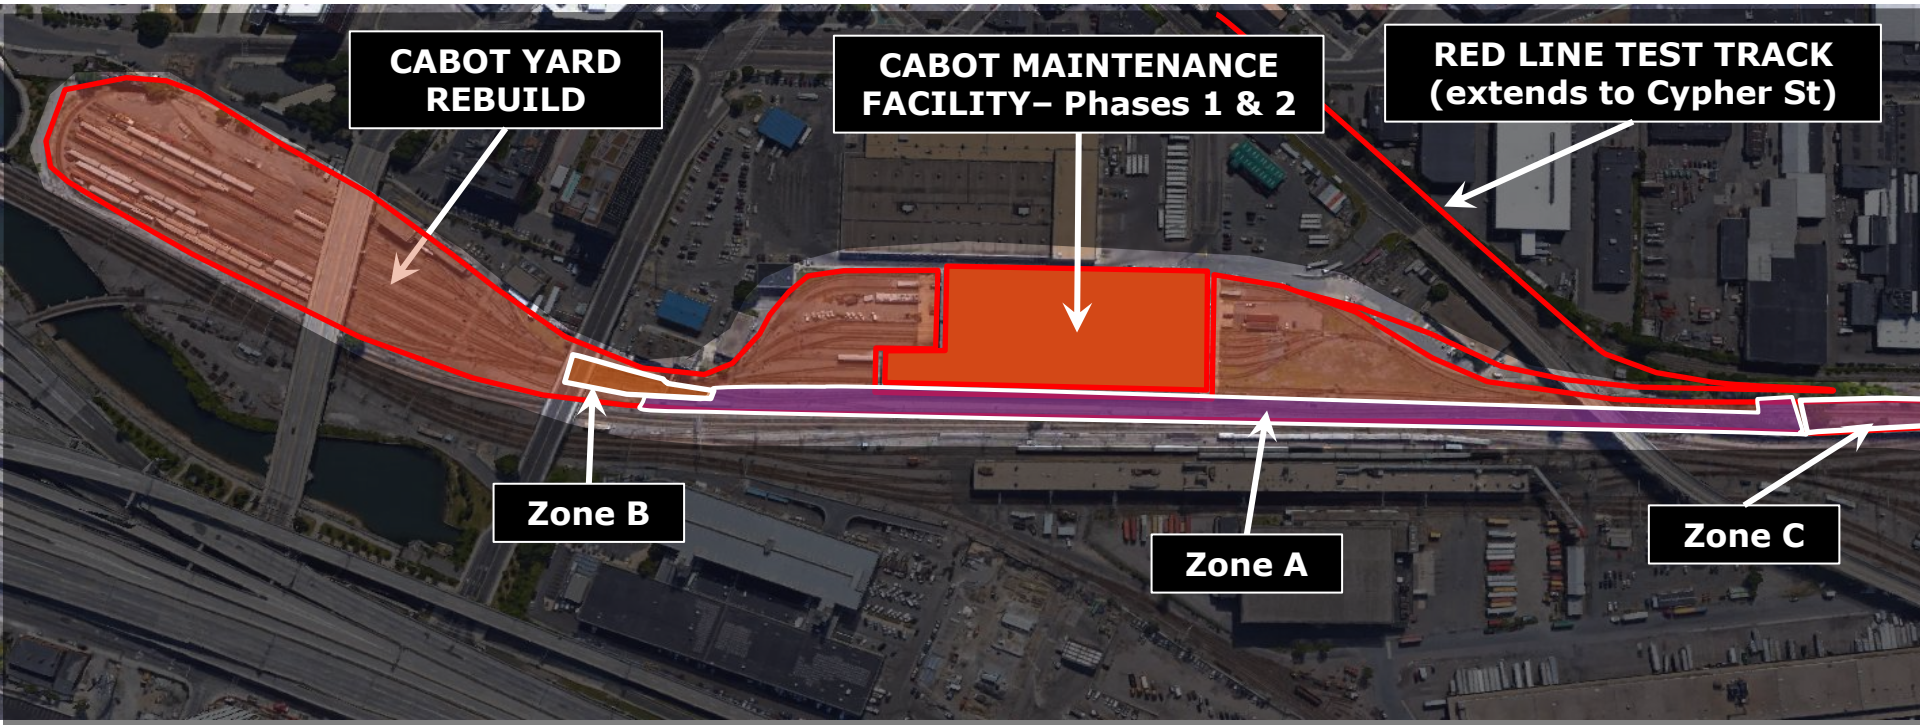 CABOT YARD
REBUILD
CABOT MAINTENANCE
FACILITY– Phases 1 & 2
RED LINE TEST TRACK
(extends to Cypher St)
Zone B
Zone A
Zone C